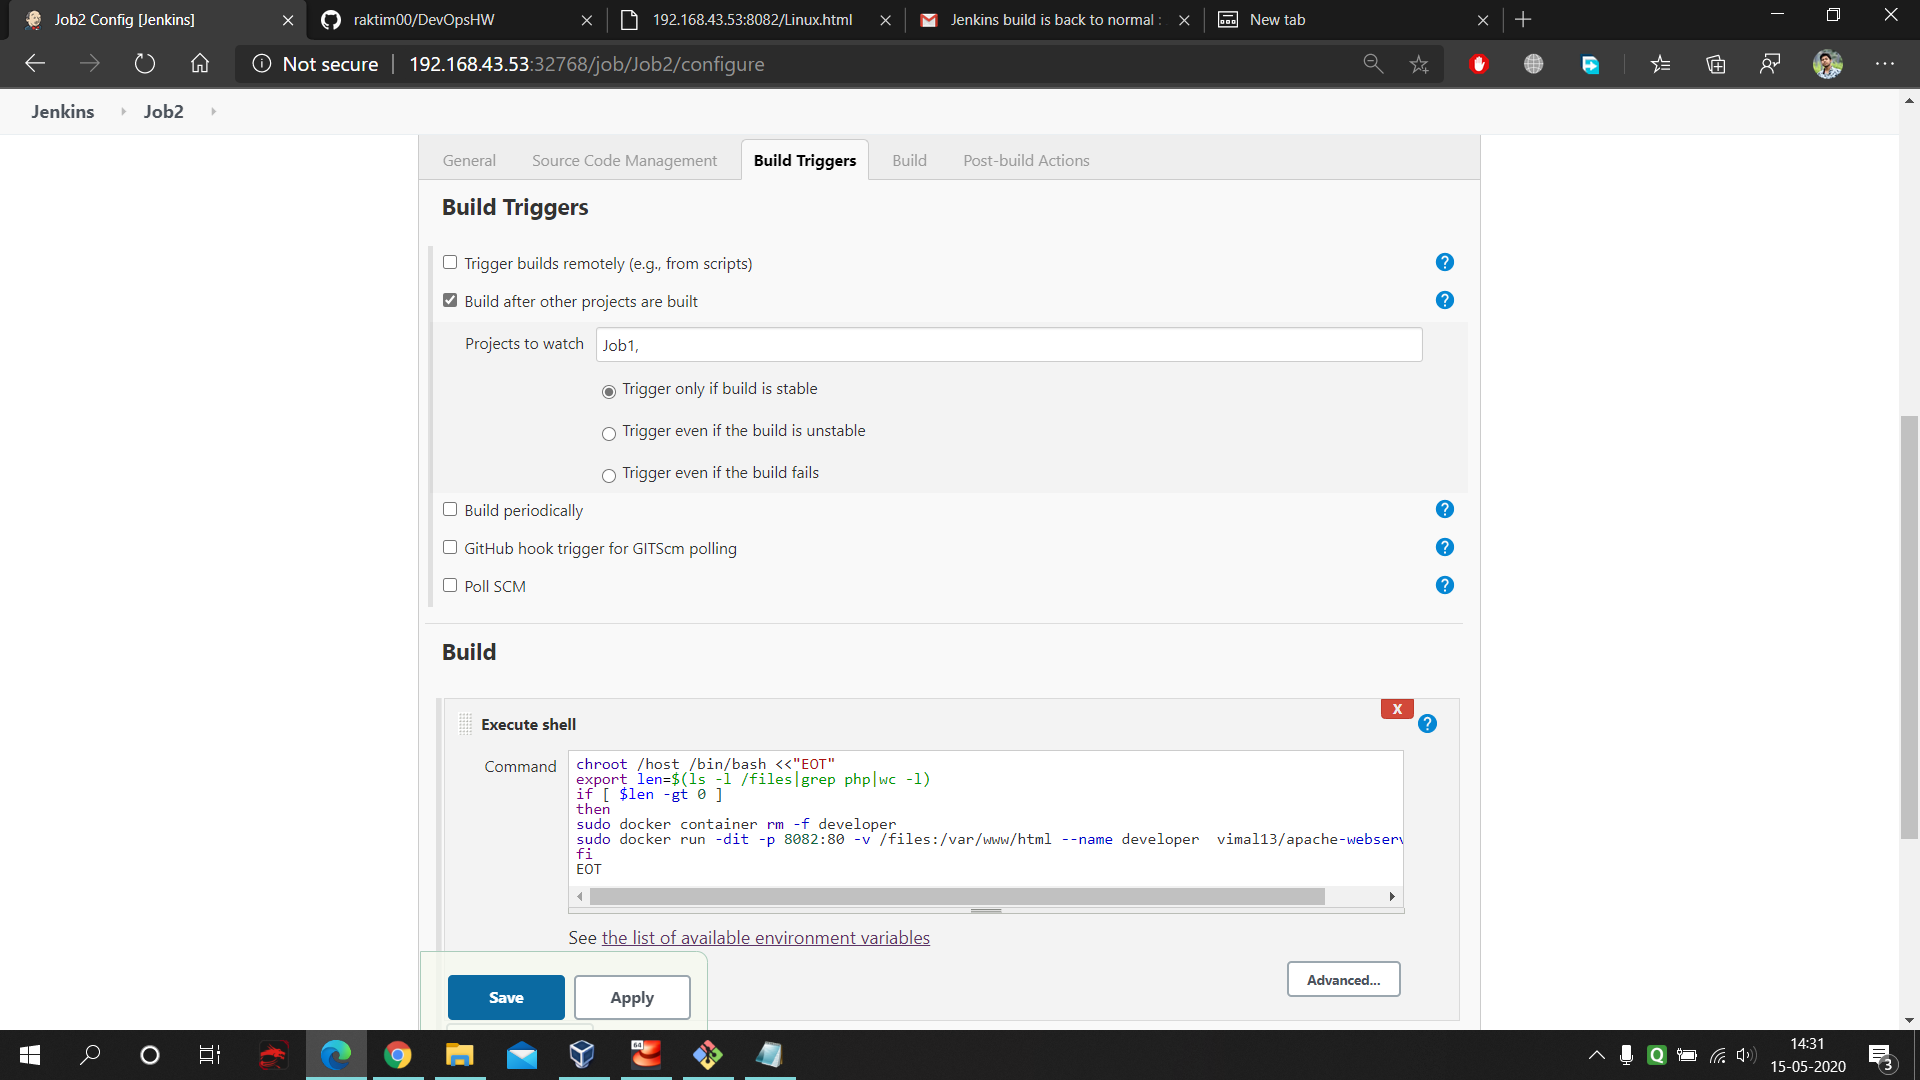 Job2 Config [Jenkins]
raktim00/DevOpsHW
192.168.43.53:8082/Linux.html
Jenkins build is back to normal :
New tab
Not secure
192.168.43.53:32768/job/Job2/configure
Jenkins
Job2
General
Source Code Management
Build Triggers
Build
Post-build Actions
Build Triggers
Trigger builds remotely (e.g., from scripts)
Build after other projects are built
Projects to watch
Job1,
Trigger only if build is stable
Trigger even if the build is unstable
Trigger even if the build fails
Build periodically
GitHub hook trigger for GITScm polling
Poll SCM
Build
X
Execute shell
Command
chroot /host /bin/bash <<"EOT"
export len=$(ls -l /files|grep php|wc -l)
if [ $len -gt 0 ]
then
sudo docker container rm -f developer
sudo docker run -dit -p 8082:80 -v /files:/var/www/html --name developer  vimal13/apache-webserv
fi
EOT
See the list of available environment variables
Advanced...
Save
Apply
64
Q
14:31
15-05-2020
3